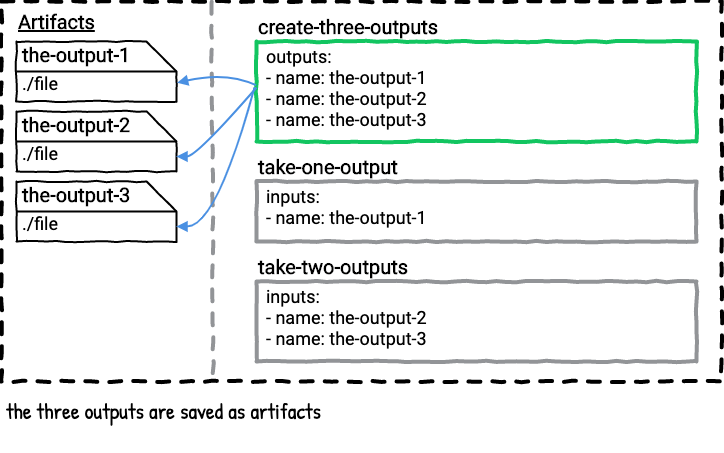 Artifacts
the-output-1
./file
the-output-2
./file
the-output-3
./file
create-three-outputs
outputs:
- name: the-output-1
- name: the-output-2
- name: the-output-3
take-one-output
inputs:
- name: the-output-1
take-two-outputs
inputs:
- name: the-output-2
- name: the-output-3
the three outputs are saved as artifacts